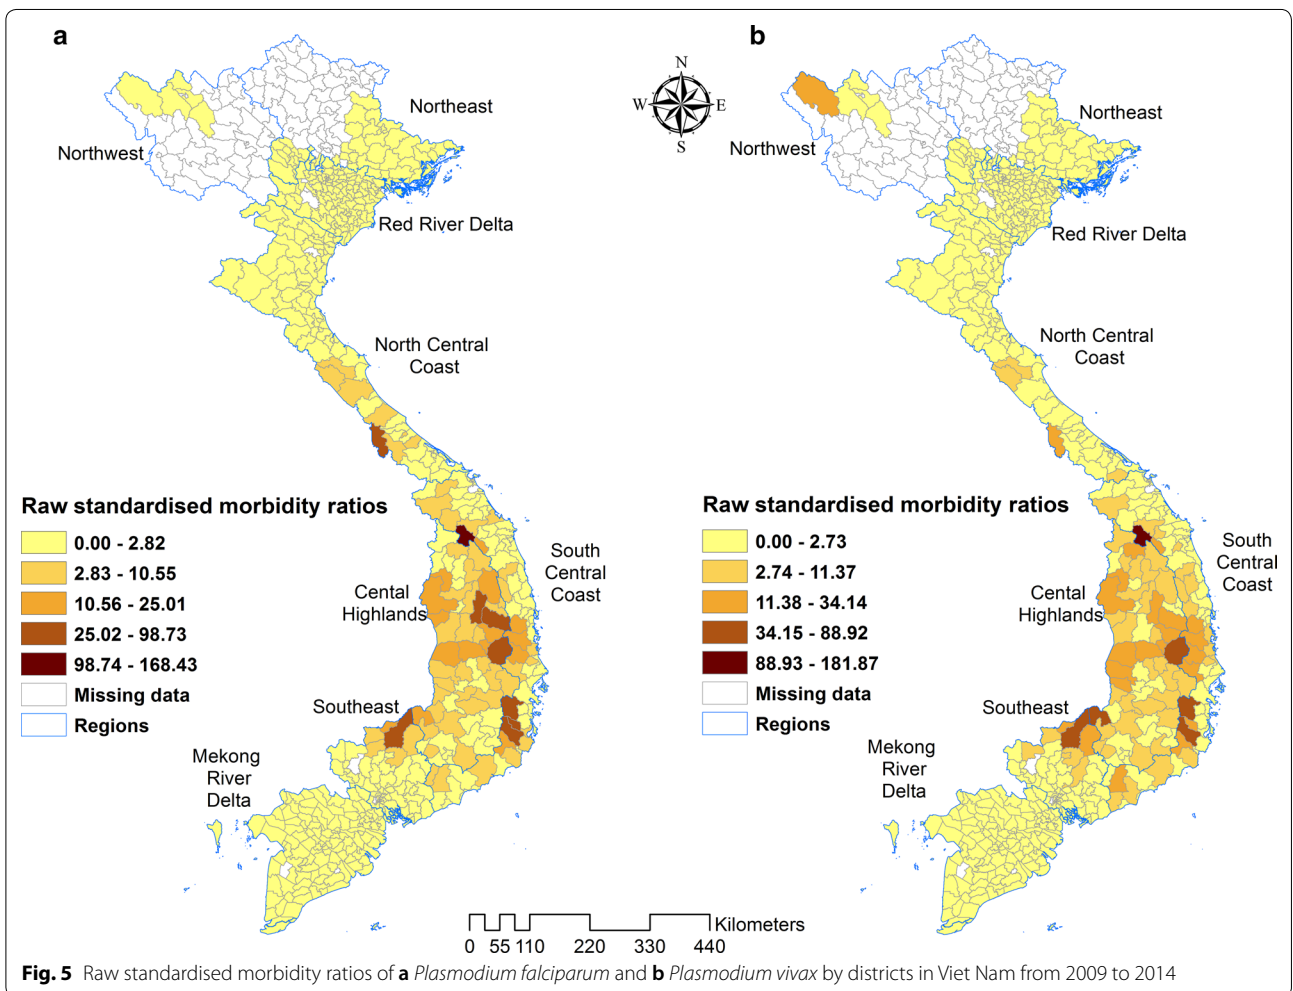 a
b
N
W E
S
Northeast
Northwest
Red River Delta
North Central
Coast
Raw standardised morbidity ratios
0.00 - 2.82
2.83 - 10.55
10.56 - 25.01
25.02 - 98.73
98.74 - 168.43
Missing data
Regions
South
Central
Coast
Cental
Highlands
Southeast
Mekong
River
Delta
Northeast
Northwest
Red River Delta
North Central
Coast
Raw standardised morbidity ratios
0.00 - 2.73
2.74 - 11.37
11.38 - 34.14
34.15 - 88.92
88.93 - 181.87
Missing data
Regions
South
Central
Coast
Cental
Highlands
Southeast
Mekong
River
Delta
Kilometers
0 55 110 220 330 440
Fig. 5 Raw standardised morbidity ratios of a Plasmodium falciparum and b Plasmodium vivax by districts in Viet Nam from 2009 to 2014